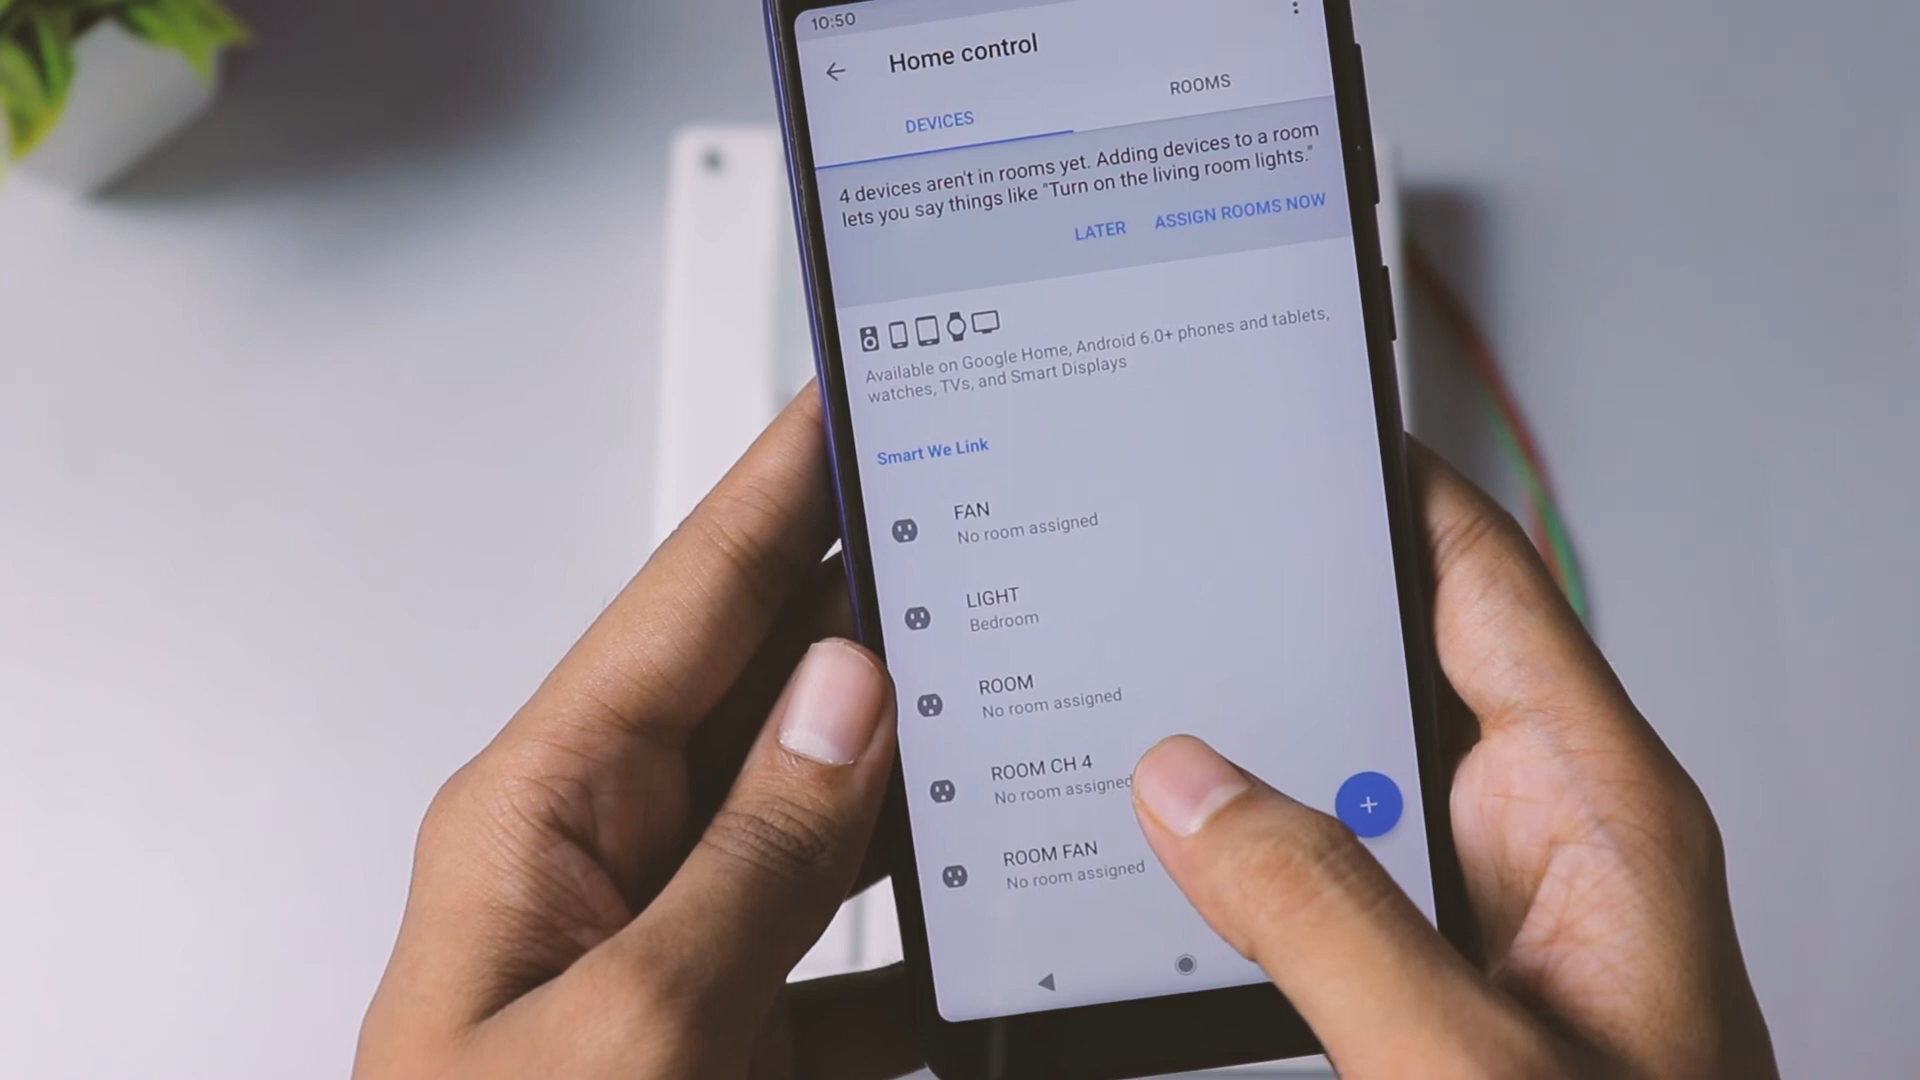 10:50
Home control
DEVICES
ROOMS
4 devices aren't in rooms yet. Adding devices to a room
lets you say things like "Turn on the living room lights."
LATER
ASSIGN ROOMS NOW
Available on Google Home, Android 6.0+ phones and tablets,
watches, TVs, and Smart Displays
Smart We Link
FAN
No room assigned
LIGHT
Bedroom
ROOM
No room assigned
ROOM CH 4
No room assigned
ROOM FAN
No room assigned